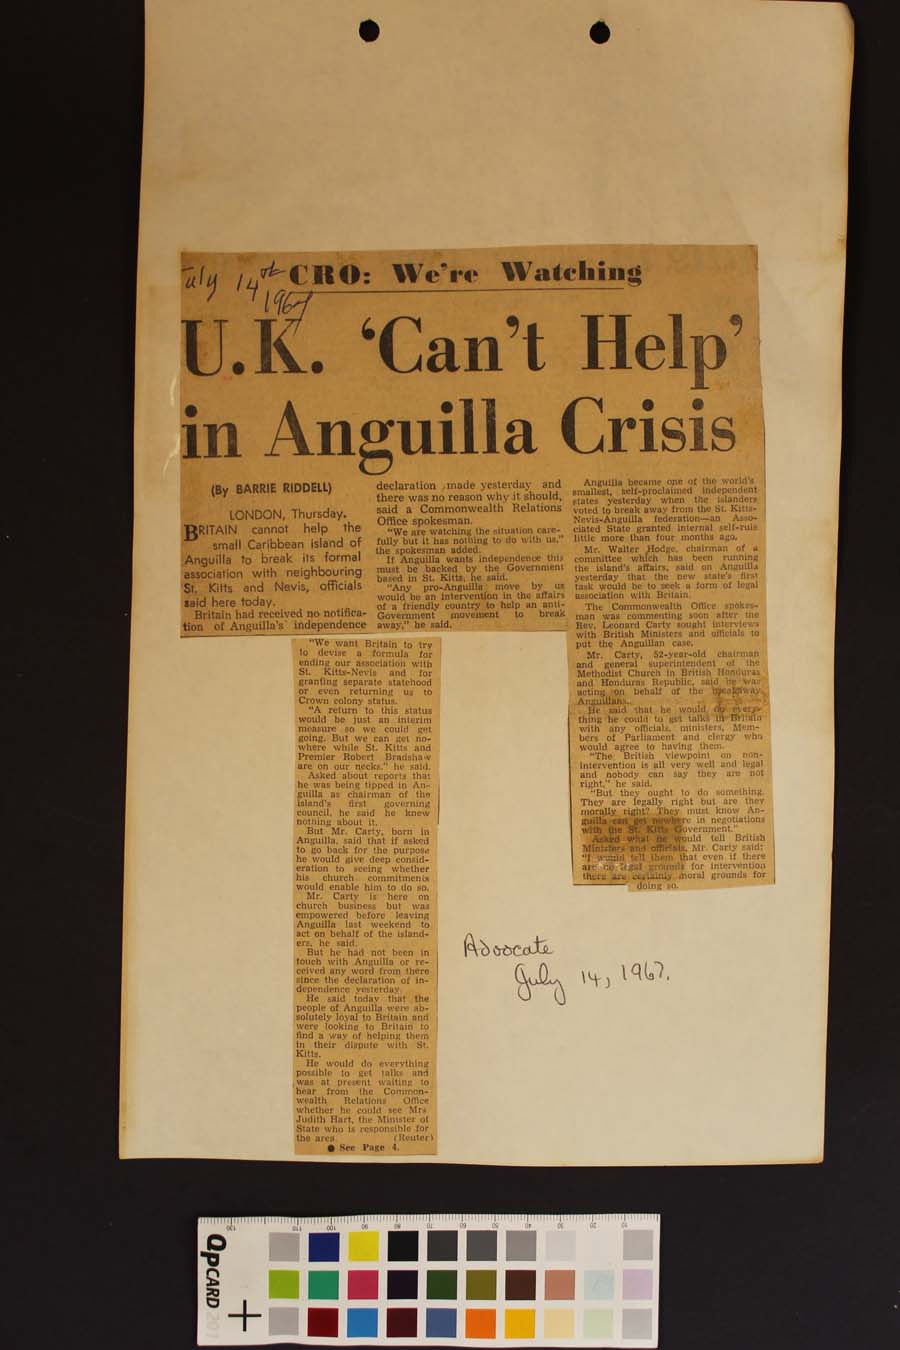 July 14th
1967
CRO: We're Watching
U.K. 'Can't Help'
in Anguilla Crisis
(By BARRIE RIDDELL)
LONDON, Thursday.
BRITAIN cannot help the
small Caribbean island of
Anguilla to break its formal
association with neighbouring
St. Kitts and Nevis, officials
said here today.
Britain had received no notifica-
tion of Anguilla's independence
declaration made yesterday and
there was no reason why it should,
said a Commonwealth Relations
Office spokesman.
"We are watching the situation care-
fully but it has nothing to do with us,"
the spokesman added.
If Anguilla wants independence this
must be backed by the Government
based in St. Kitts, he said.
"Any pro-Anguilla move by us
would be an intervention in the affairs
of a friendly country to help an anti-
Government movement to break
away," he said.
Anguilla became one of the world's
smallest, self-proclaimed independent
states yesterday when the islanders
voted to break away from the St. Kitts-
Nevis-Anguilla federation—an Asso-
ciated State granted internal self-rule
little more than four months ago.
Mr. Walter Hodge, chairman of a
committee which has been running
the island's affairs, said on Anguilla
yesterday that the new state's first
task would be to seek a form of legal
association with Britain.
The Commonwealth Office spokes-
man was commenting soon after the
Rev. Leonard Carty sought interviews
with British Ministers and officials to
put the Anguillan case.
Mr. Carty, 52-year-old chairman
and general superintendent of the
Methodist Church in British Honduras
and Honduras Republic, said he was
acting on behalf of the breakaway
Anguillans.
He said that he would do every-
thing he could to get talks in Britain
with any officials, ministers, Mem-
bers of Parliament and clergy who
would agree to having them.
"The British viewpoint on non-
intervention is all very well and legal
and nobody can say they are not
right," he said.
"But they ought to do something.
They are legally right but are they
morally right? They must know An-
guilla can get nowhere in negotiations
with the St. Kitts Government."
Asked what he would tell British
Ministers and officials, Mr. Carty said:
"I would tell them that even if there
are no legal grounds for intervention
there are certainly moral grounds for
doing so.
"We want Britain to try
to devise a formula for
ending our association with
St. Kitts-Nevis and for
granting separate statehood
or even returning us to
Crown colony status.
"A return to this status
would be just an interim
measure so we could get
going. But we can get no-
where while St. Kitts and
Premier Robert Bradshaw
are on our necks," he said.
Asked about reports that
he was being tipped in An-
guilla as chairman of the
island's first governing
council, he said he knew
nothing about it.
But Mr. Carty, born in
Anguilla, said that if asked
to go back for the purpose
he would give deep consid-
eration to seeing whether
his church commitments
would enable him to do so.
Mr. Carty is here on
church business but was
empowered before leaving
Anguilla last weekend to
act on behalf of the island-
ers, he said.
But he had not been in
touch with Anguilla or re-
ceived any word from there
since the declaration of in-
dependence yesterday.
He said today that the
people of Anguilla were ab-
solutely loyal to Britain and
were looking to Britain to
find a way of helping them
in their dispute with St.
Kitts.
He would do everything
possible to get talks and
was at present waiting to
hear from the Common-
wealth Relations Office
whether he could see Mrs
Judith Hart, the Minister of
State who is responsible for
the area. (Reuter)
● See Page 4.
Advocate
July 14, 1967.
130 110 100 90 80 70 60 50 40 30 20 10
QPCARD 201